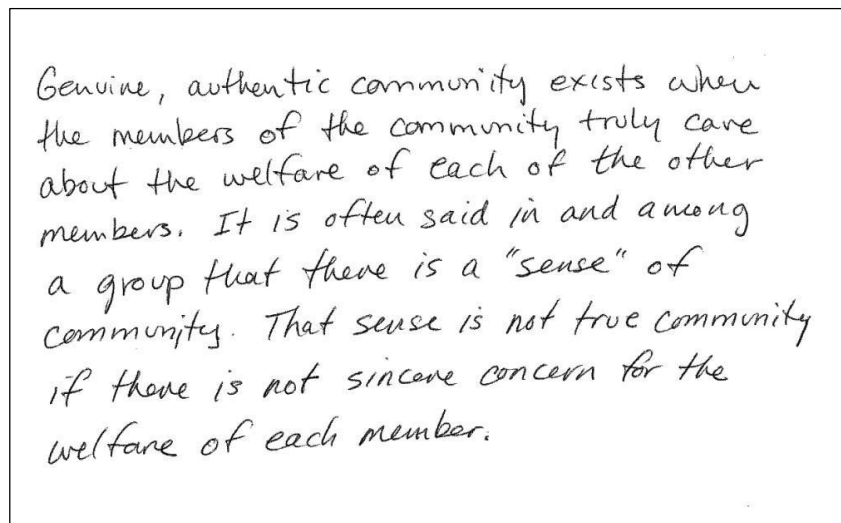 Genuine, authentic community exists when
the members of the community truly care
about the welfare of each of the other
members. It is often said in and among
a group that there is a "sense" of
community. That sense is not true community
if there is not sincere concern for the
welfare of each member.